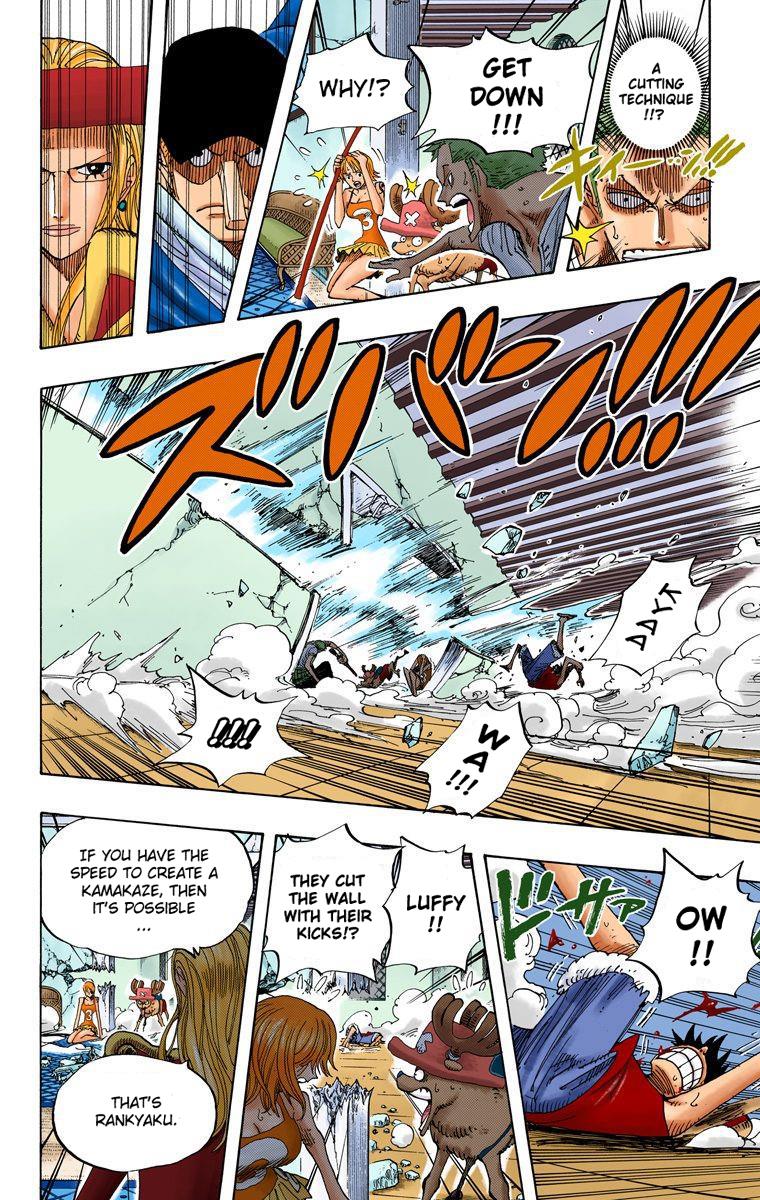 A
CUTTING
TECHNIQUE
!!?
キィーーン!!!
GET
DOWN
!!!
WHY!?
ズバン!!!
WA
!!!
!!!!
OW
!!
ドサァ
LUFFY
!!
THEY CUT
THE WALL
WITH THEIR
KICKS!?
IF YOU HAVE THE
SPEED TO CREATE A
KAMAKAZE, THEN
IT'S POSSIBLE
...
THAT'S
RANKYAKU.
3